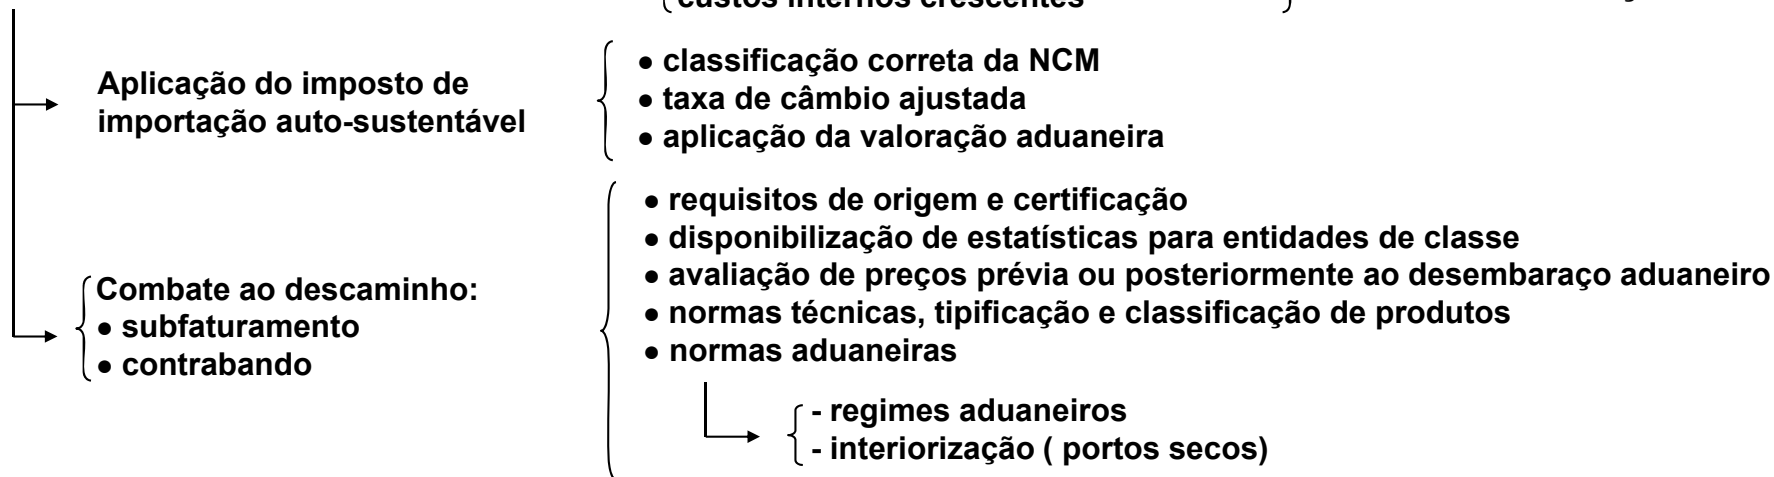 custos internos crescentes
Aplicação do imposto de
importação auto-sustentável
● classificação correta da NCM
● taxa de câmbio ajustada
● aplicação da valoração aduaneira
● requisitos de origem e certificação
● disponibilização de estatísticas para entidades de classe
● avaliação de preços prévia ou posteriormente ao desembaraço aduaneiro
● normas técnicas, tipificação e classificação de produtos
● normas aduaneiras
Combate ao descaminho:
● subfaturamento
● contrabando
- regimes aduaneiros
- interiorização ( portos secos)